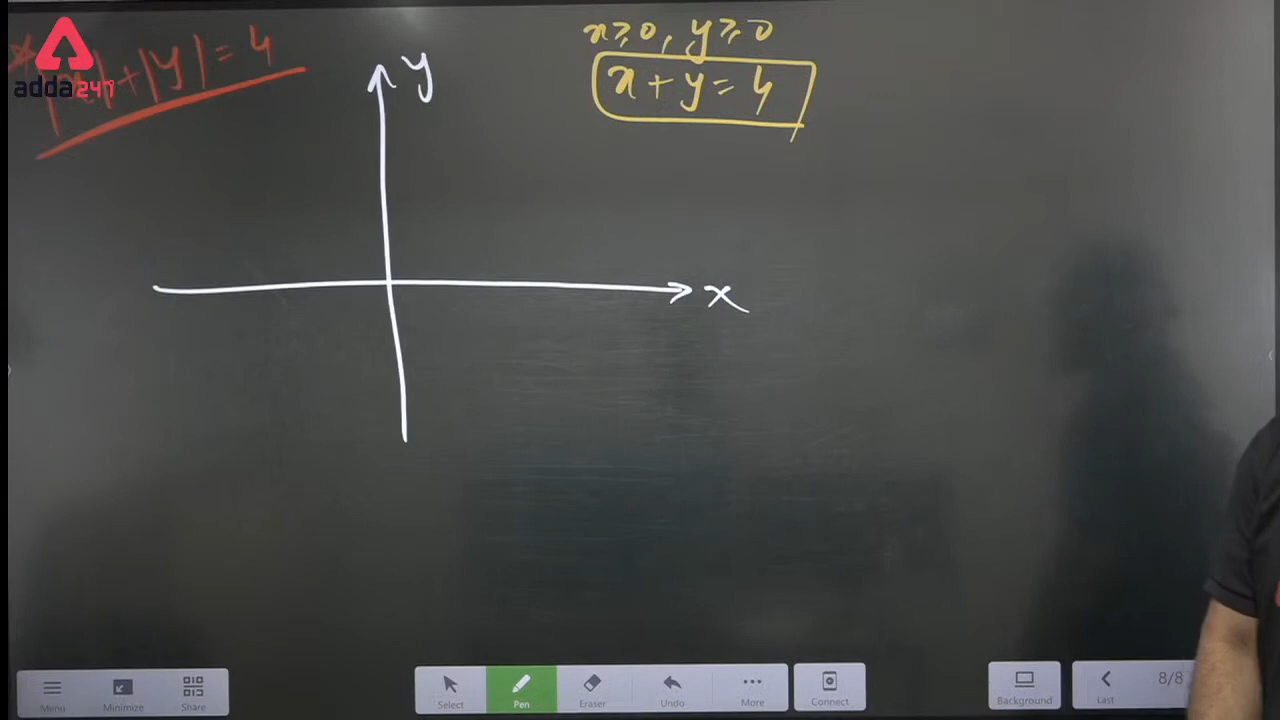 |x|+|y|=4
adda247
x≥0, y≥0
x+y=4
y
x
Menu
Minimize
Share
Select
Pen
Eraser
Undo
More
Connect
Background
Last
8/8